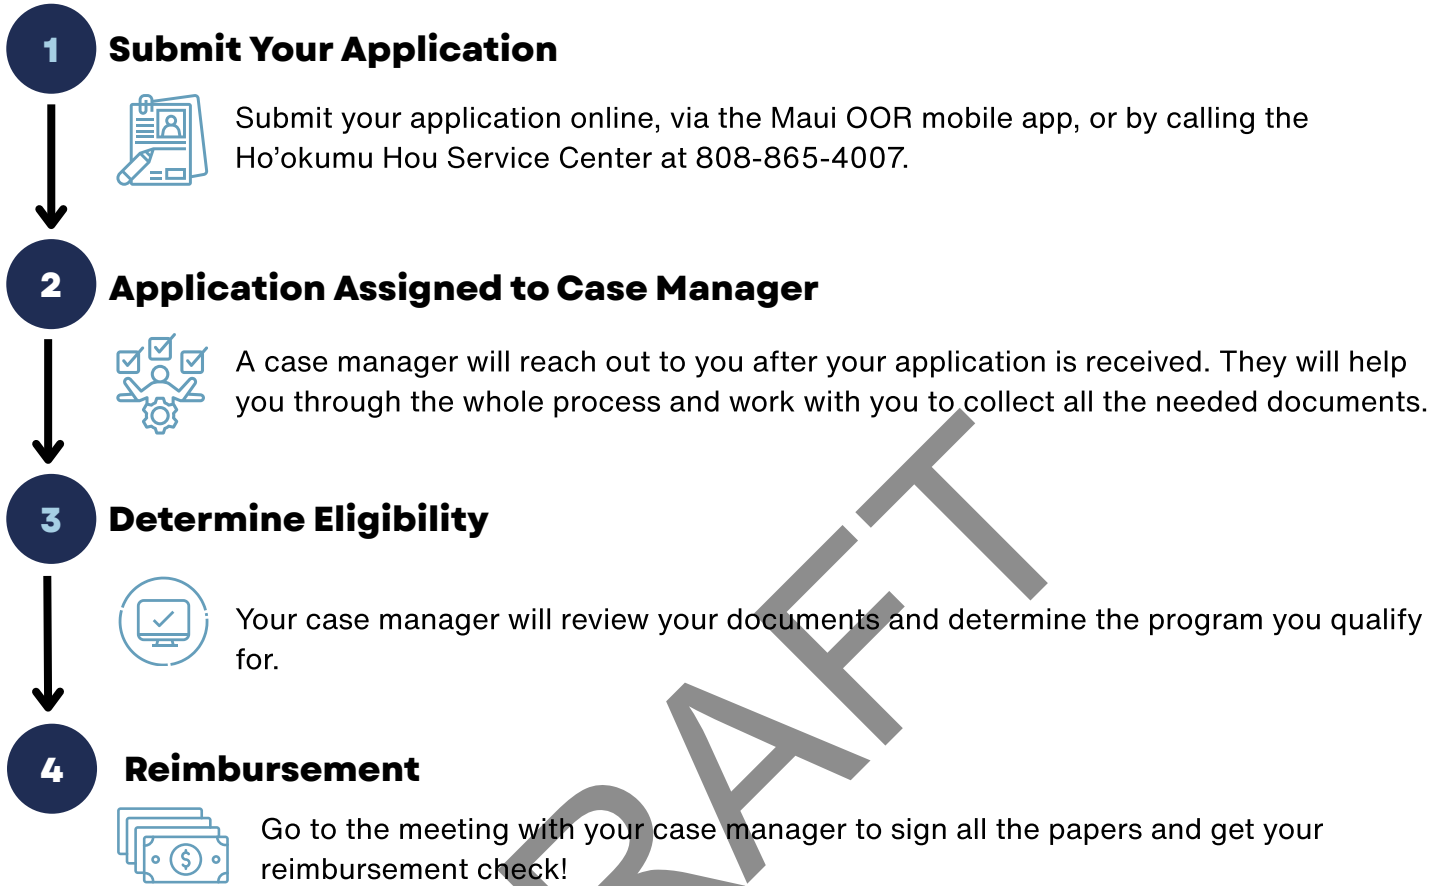 1
Submit Your Application
Submit your application online, via the Maui OOR mobile app, or by calling the
Ho’okumu Hou Service Center at 808-865-4007.
2
Application Assigned to Case Manager
A case manager will reach out to you after your application is received. They will help
you through the whole process and work with you to collect all the needed documents.
3
Determine Eligibility
Your case manager will review your documents and determine the program you qualify
for.
4
Reimbursement
$
Go to the meeting with your case manager to sign all the papers and get your
reimbursement check!
RAFT